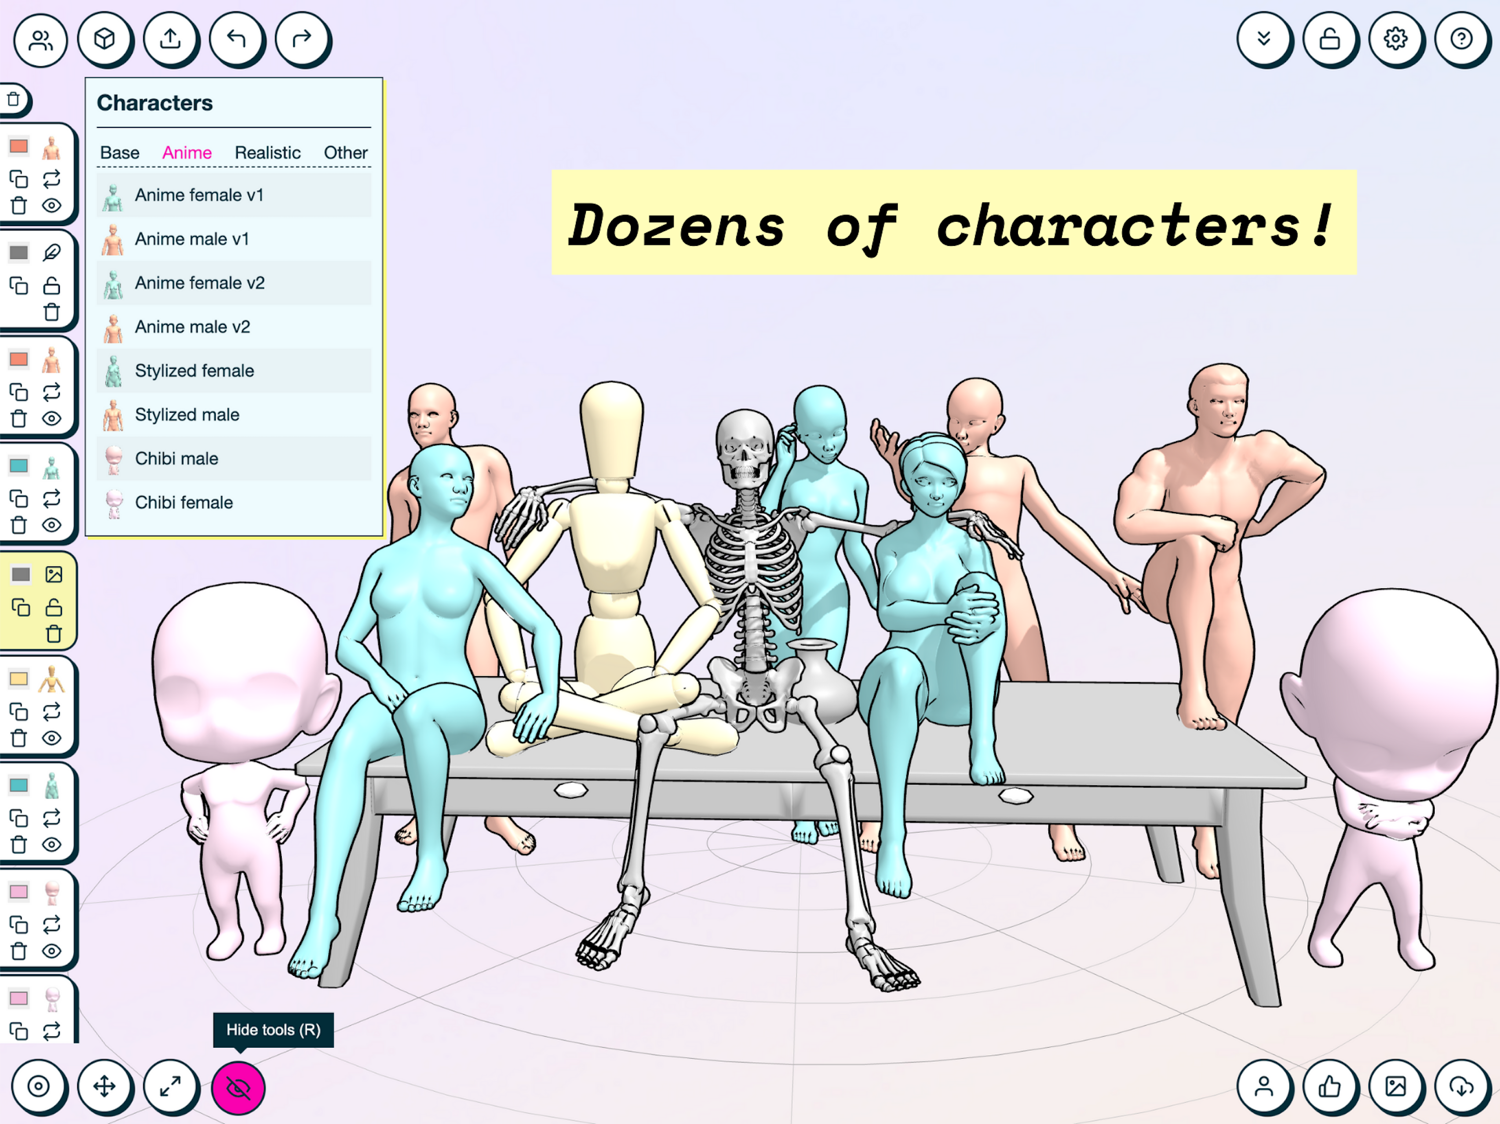 Characters
Base Anime Realistic Other
Anime female v1
Anime male v1
Anime female v2
Anime male v2
Stylized female
Stylized male
Chibi male
Chibi female
Dozens of characters!
Hide tools (R)